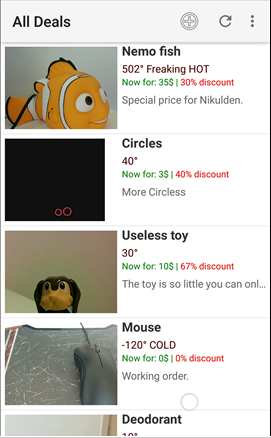 All Deals
Nemo fish
502° Freaking HOT
Now for: 35$ | 30% discount
Special price for Nikulden.
Circles
40°
Now for: 3$ | 40% discount
More Circless
Useless toy
30°
Now for: 10$ | 67% discount
The toy is so little you can onl...
Mouse
-120° COLD
Now for: 0$ | 0% discount
Working order.
Deodorant